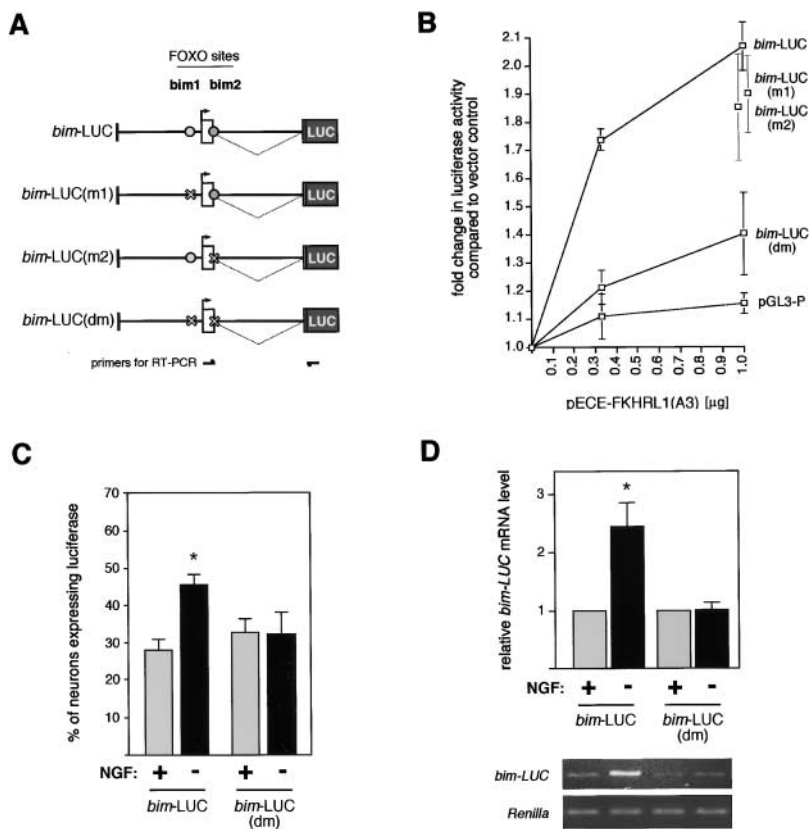 A
FOXO sites
bim1 bim2
bim-LUC
LUC
bim-LUC(m1)
LUC
bim-LUC(m2)
LUC
bim-LUC(dm)
LUC
primers for RT-PCR
B
fold change in luciferase activity
compared to vector control
2.1
2.0
1.9
1.8
1.7
1.6
1.5
1.4
1.3
1.2
1.1
1.0
bim-LUC
bim-LUC
(m1)
bim-LUC
(m2)
bim-LUC
(dm)
pGL3-P
0.1 0.2 0.3 0.4 0.5 0.6 0.7 0.8 0.9 1.0
pECE-FKHRL1(A3) [µg]
C
% of neurons expressing luciferase
70
60
50
40
30
20
10
*
NGF: + - + -
bim-LUC bim-LUC
(dm)
D
relative bim-LUC mRNA level
3
2
1
*
NGF: + - + -
bim-LUC bim-LUC
(dm)
bim-LUC
Renilla